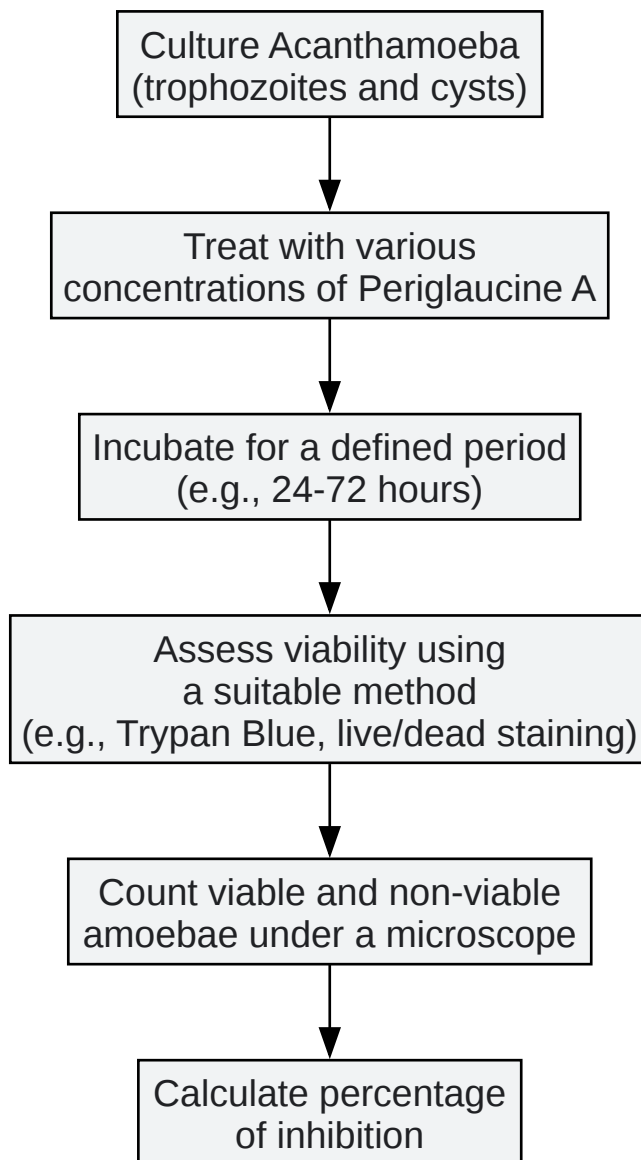 Culture Acanthamoeba
(trophozoites and cysts)
Treat with various
concentrations of Periglaucine A
Incubate for a defined period
(e.g., 24-72 hours)
Assess viability using
a suitable method
(e.g., Trypan Blue, live/dead staining)
Count viable and non-viable
amoebae under a microscope
Calculate percentage
of inhibition